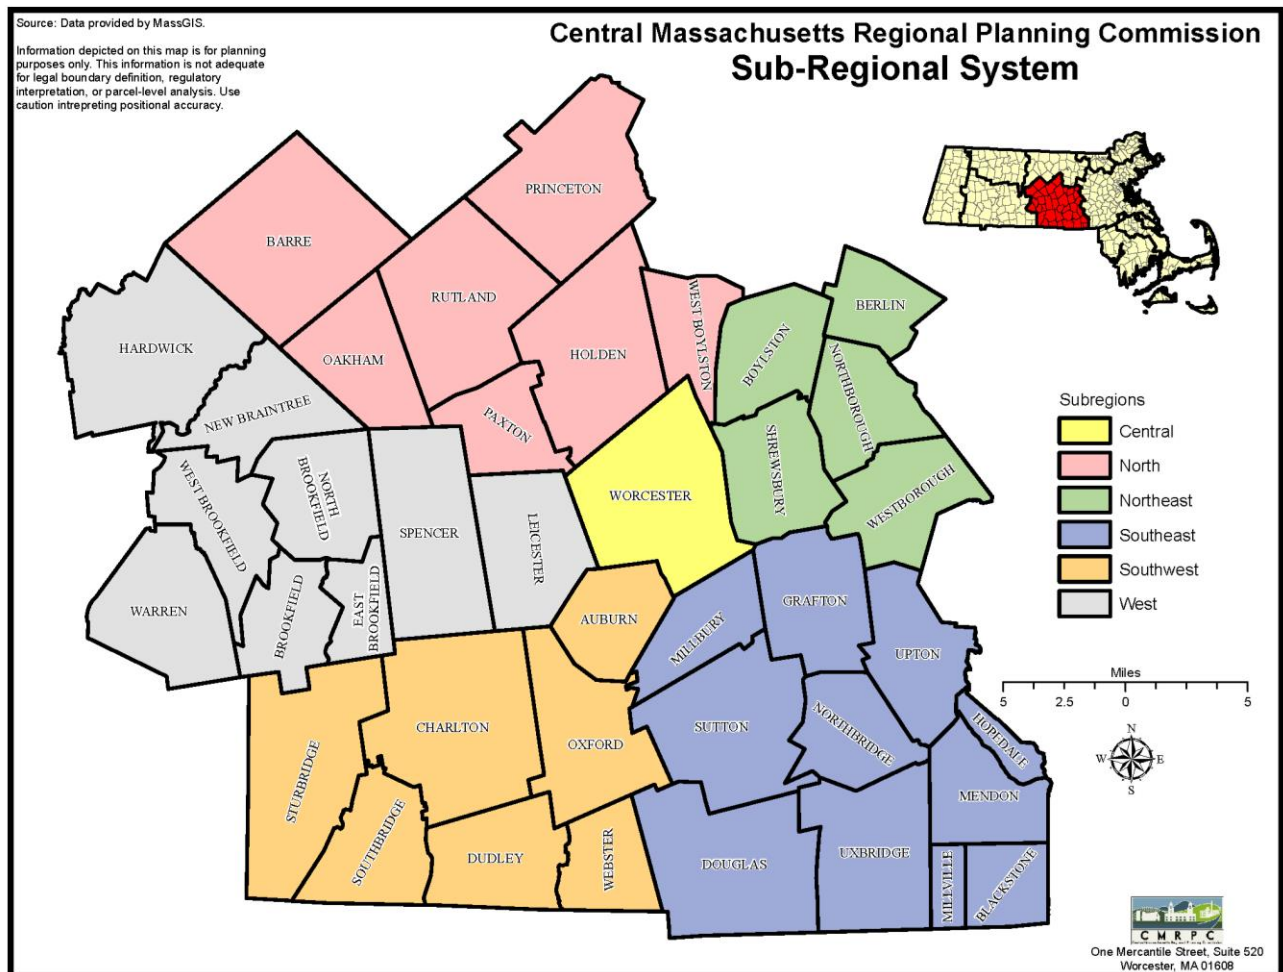 Source: Data provided by MassGIS.
Information depicted on this map is for planning
purposes only. This information is not adequate
for legal boundary definition, regulatory
interpretation, or parcel-level analysis. Use
caution intrepreting positional accuracy.
Central Massachusetts Regional Planning Commission
Sub-Regional System
PRINCETON
BARRE
RUTLAND
WEST BOYLSTON
BERLIN
HARDWICK
OAKHAM
HOLDEN
BOYLSTON
NORTHBOROUGH
NEW BRAINTREE
PAXTON
SHREWSBURY
WEST BROOKFIELD
NORTH
BROOKFIELD
SPENCER
LEICESTER
WORCESTER
WESTBOROUGH
WARREN
BROOKFIELD
EAST
BROOKFIELD
AUBURN
MILLBURY
GRAFTON
UPTON
STURBRIDGE
CHARLTON
OXFORD
SUTTON
NORTHBRIDGE
HOPEDALE
MENDON
SOUTHBRIDGE
DUDLEY
WEBSTER
DOUGLAS
UXBRIDGE
MILLVILLE
BLACKSTONE
Subregions
Central
North
Northeast
Southeast
Southwest
West
Miles
5 2.5 0 5
N
W E
S
CMRPC
One Mercantile Street, Suite 520
Worcester, MA 01608